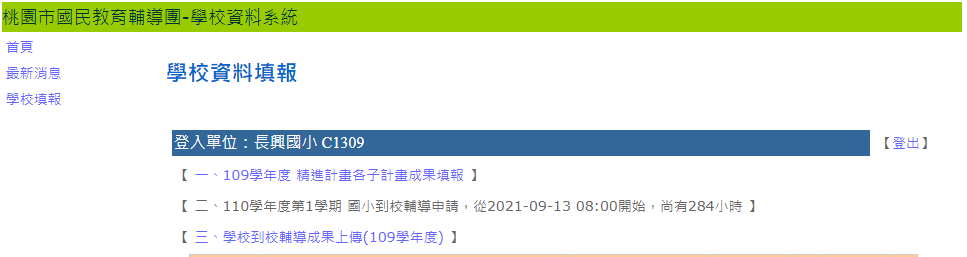 桃園市國民教育輔導團-學校資料系統
首頁
最新消息
學校填報
學校資料填報
登入單位：長興國小 C1309
【登出】
【 一、109學年度 精進計畫各子計畫成果填報 】
【 二、110學年度第1學期 國小到校輔導申請，從2021-09-13 08:00開始，尚有284小時 】
【 三、學校到校輔導成果上傳(109學年度) 】